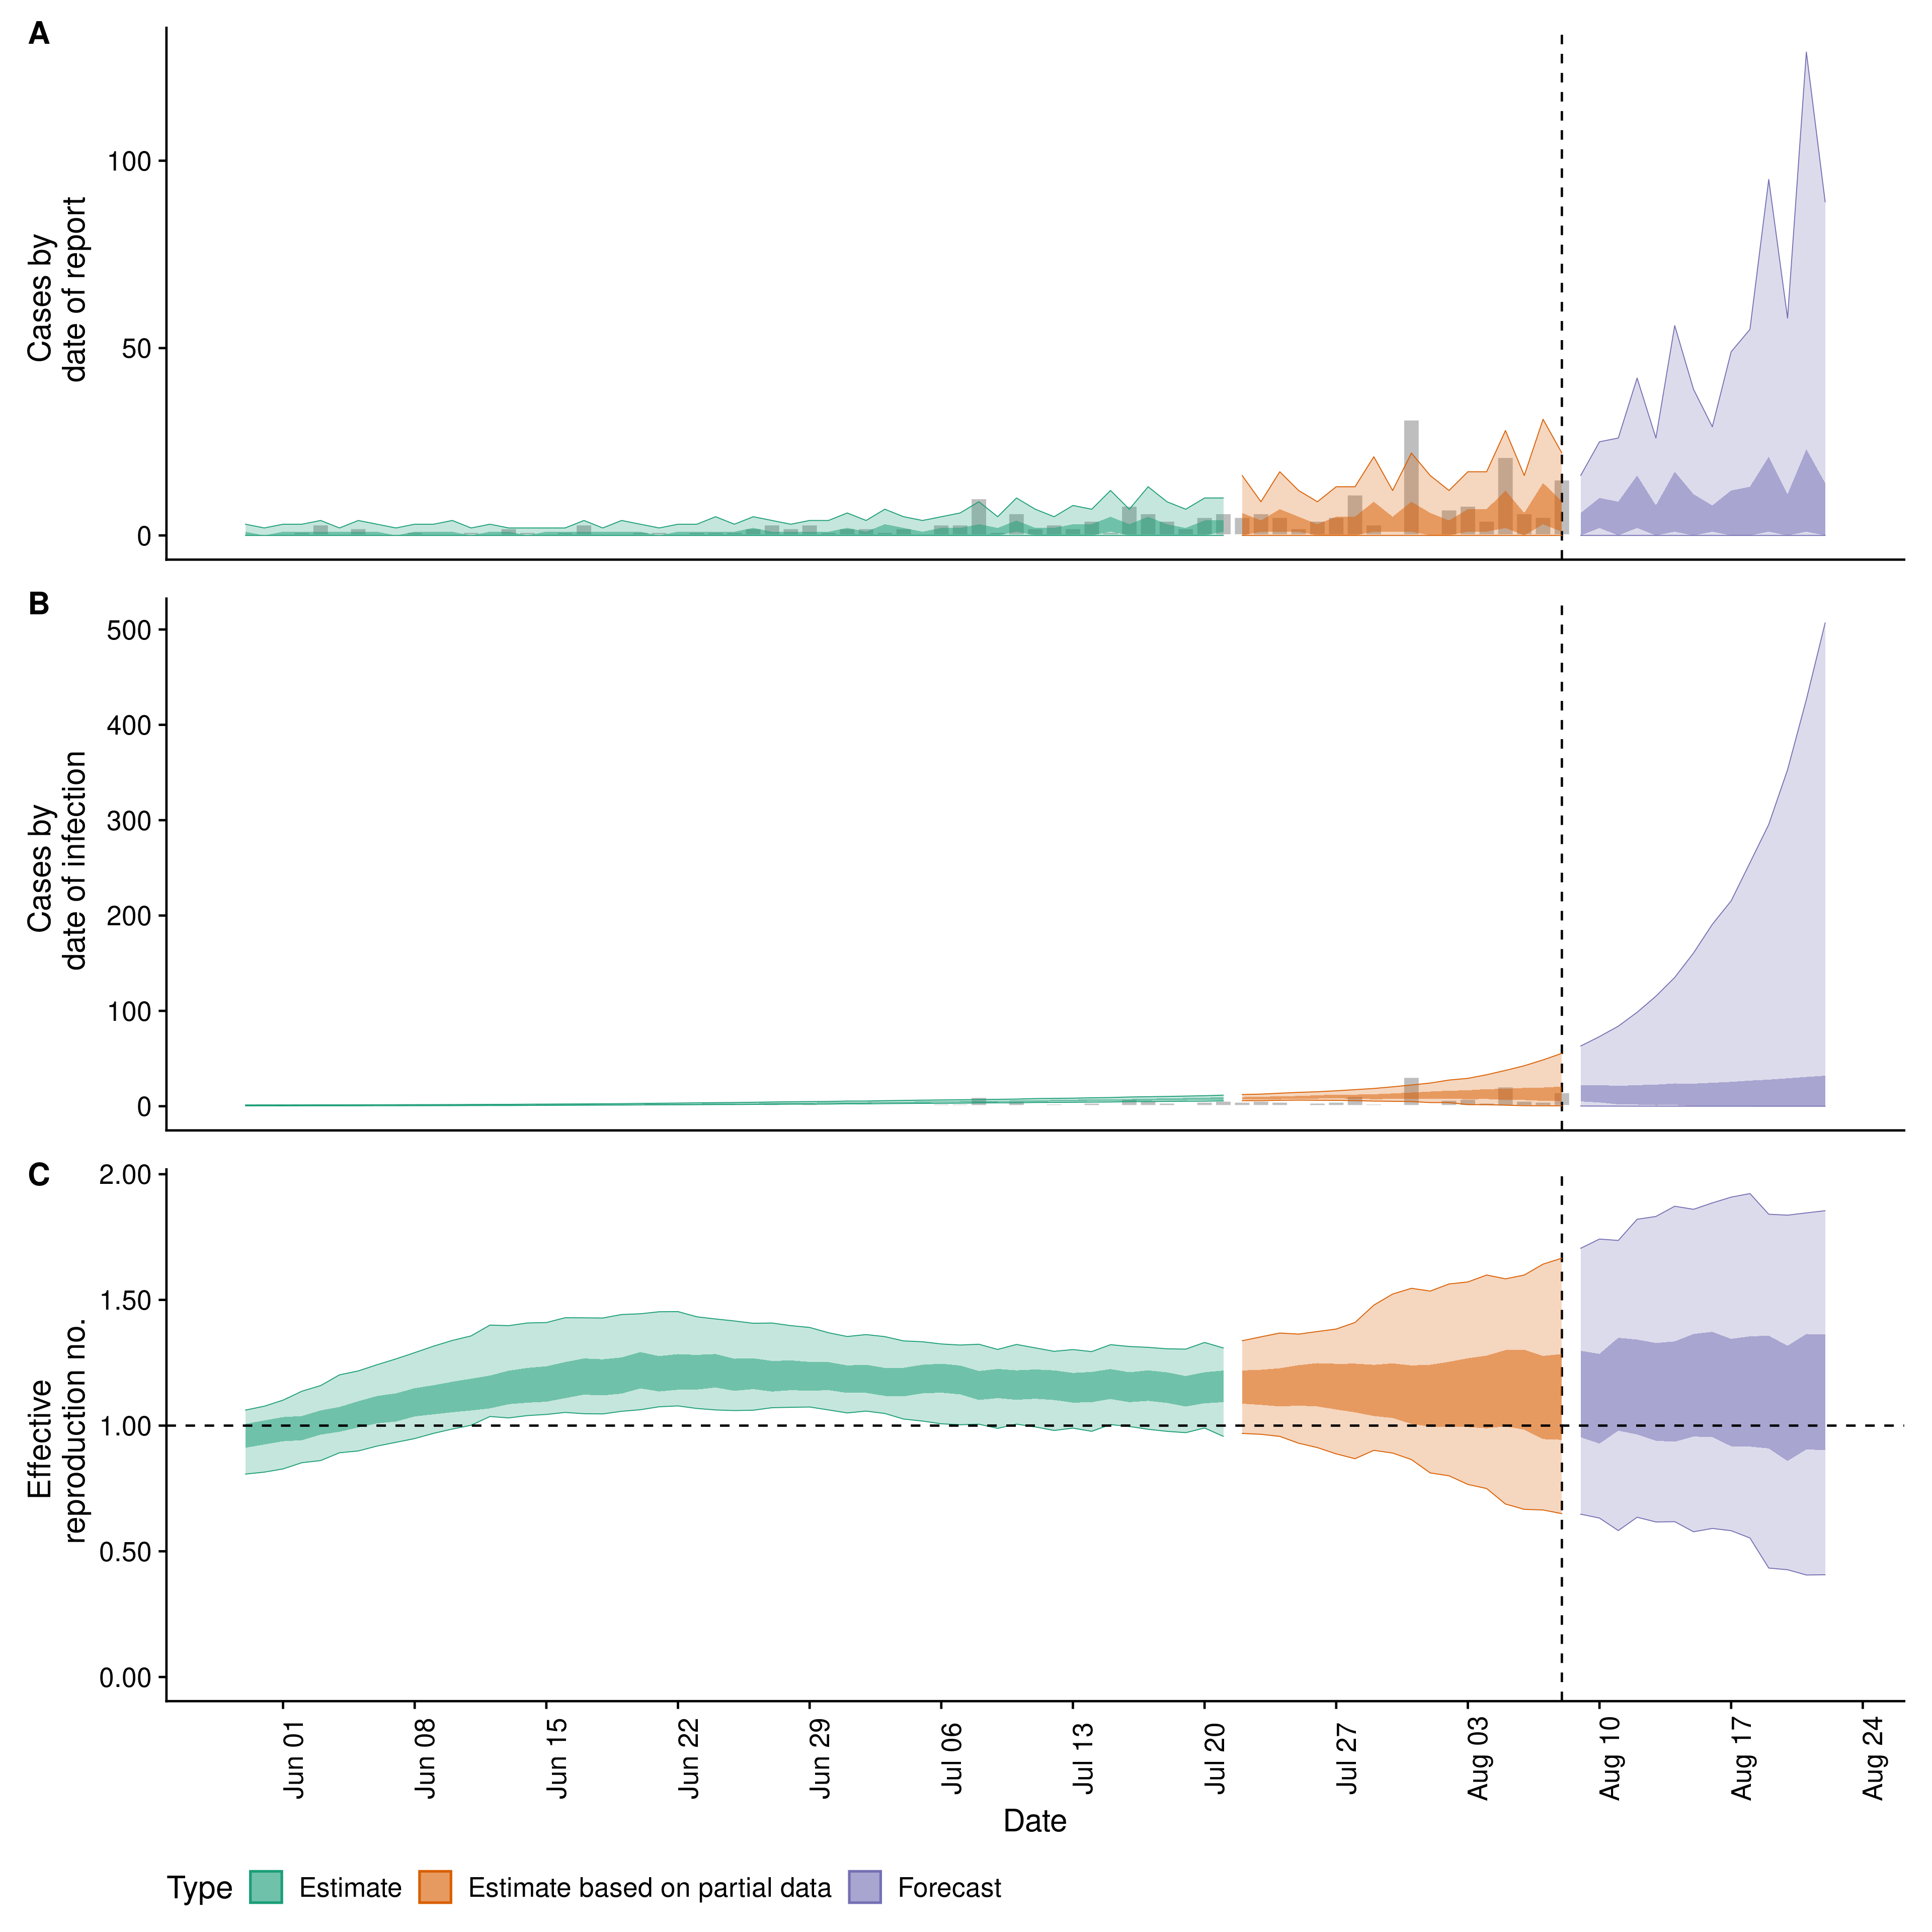 A
Cases by
date of report
100
50
0
B
Cases by
date of infection
500
400
300
200
100
0
C
Effective
reproduction no.
2.00
1.50
1.00
0.50
0.00
Jun 01
Jun 08
Jun 15
Jun 22
Jun 29
Jul 06
Jul 13
Jul 20
Jul 27
Aug 03
Aug 10
Aug 17
Aug 24
Date
Type Estimate Estimate based on partial data Forecast